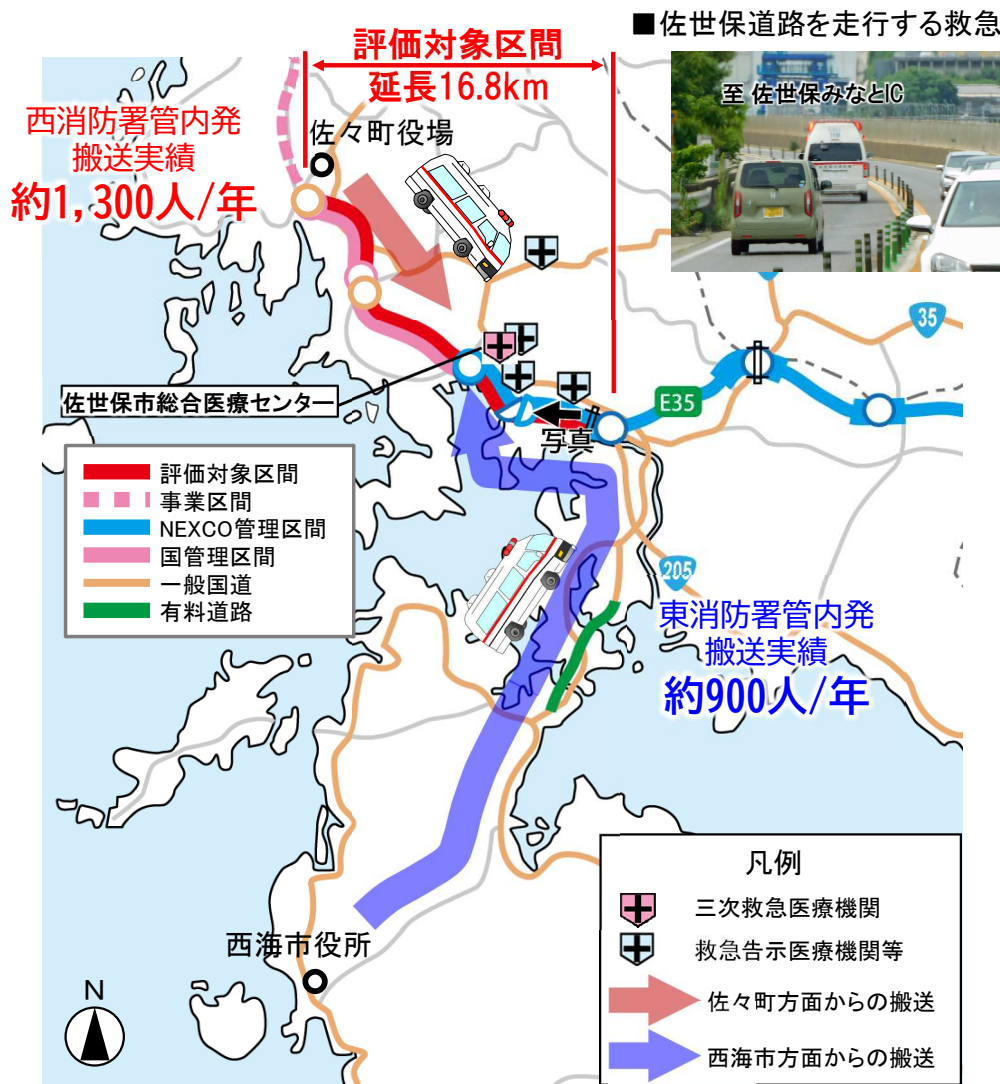 ■佐世保道路を走行する救急
評価対象区間
延長16.8km
至 佐世保みなとIC
西消防署管内発
搬送実績
約1,300人/年
佐々町役場
35
佐世保市総合医療センター
E35
写真
評価対象区間
事業区間
NEXCO管理区間
国管理区間
一般国道
有料道路
205
東消防署管内発
搬送実績
約900人/年
西海市役所
N
凡例
三次救急医療機関
救急告示医療機関等
佐々町方面からの搬送
西海市方面からの搬送